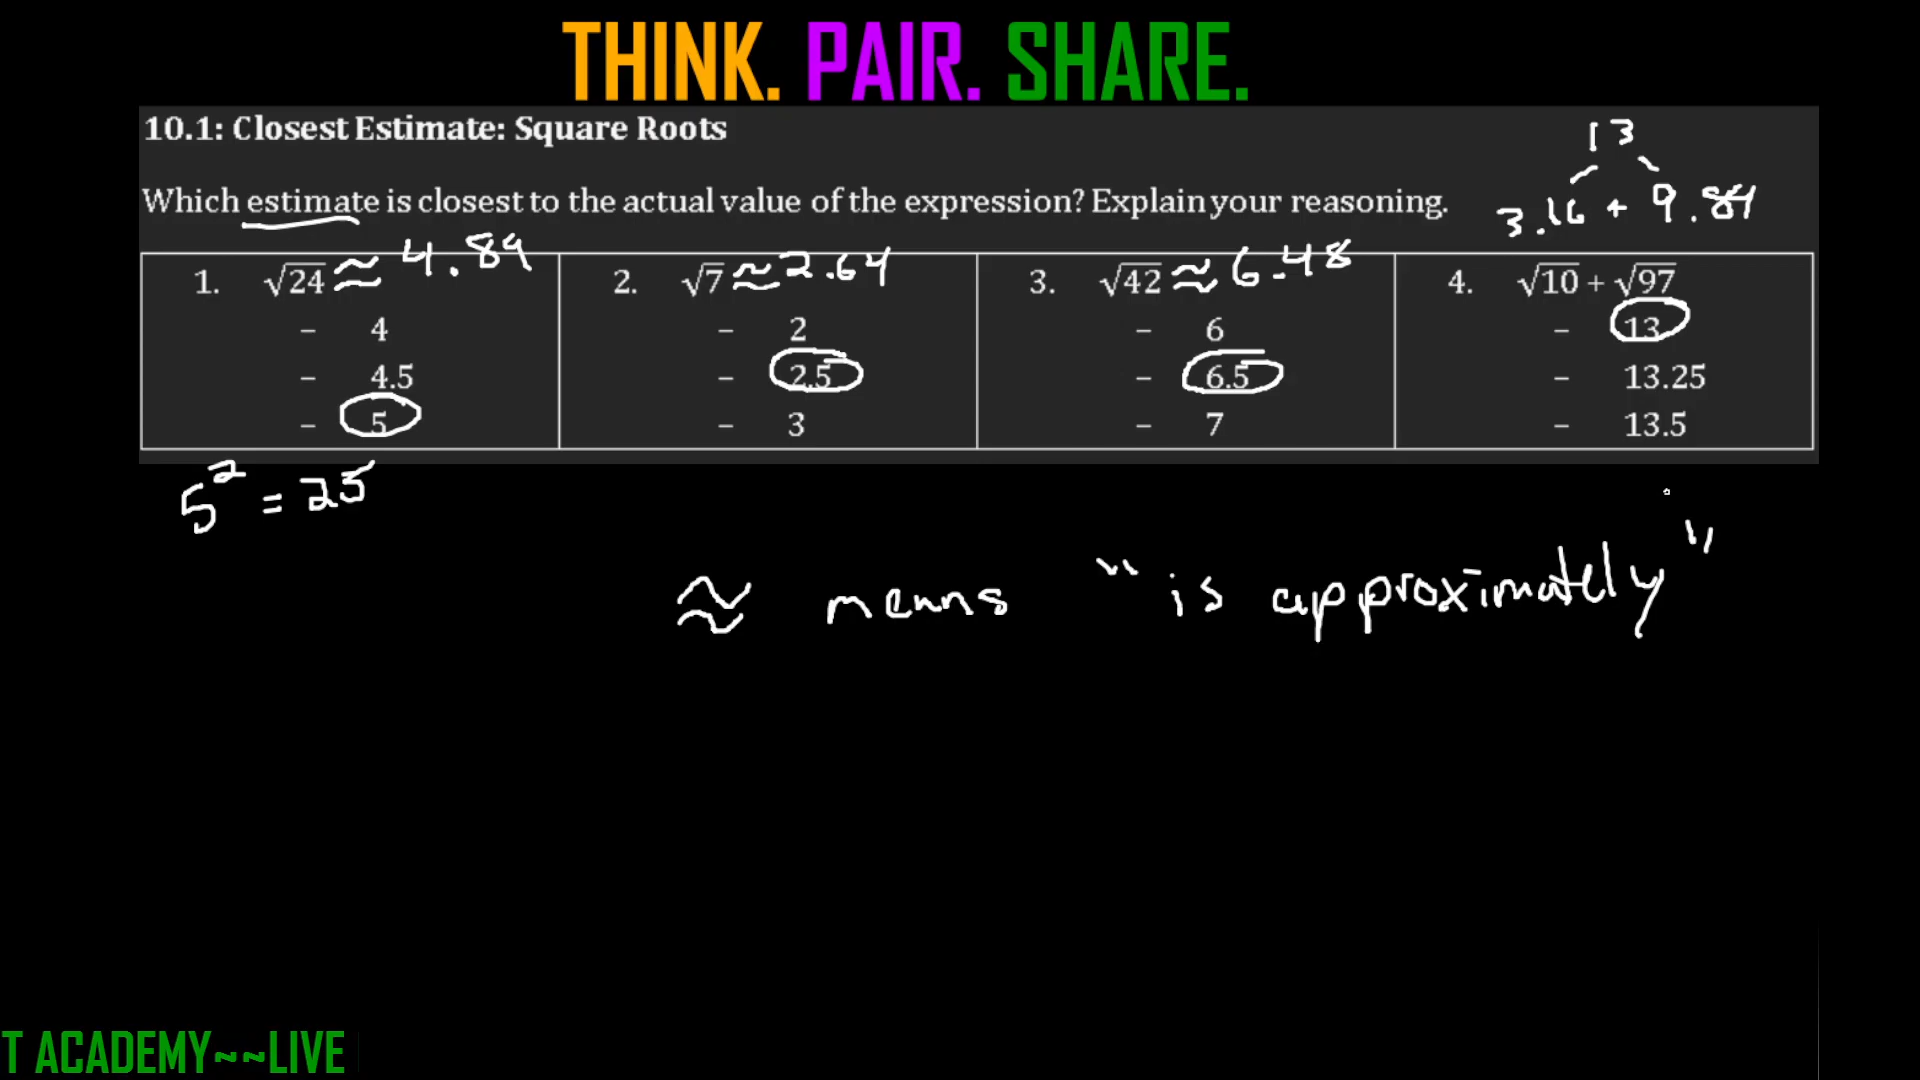 THINK. PAIR. SHARE.
10.1: Closest Estimate: Square Roots
13
Which estimate is closest to the actual value of the expression? Explain your reasoning.
3.16 + 9.84
1. √24 ≈ 4.89
– 4
– 4.5
– 5
2. √7 ≈ 2.64
– 2
– 2.5
– 3
3. √42 ≈ 6.48
– 6
– 6.5
– 7
4. √10 + √97
– 13
– 13.25
– 13.5
5² = 25
≈ means "is approximately"
T ACADEMY~~LIVE